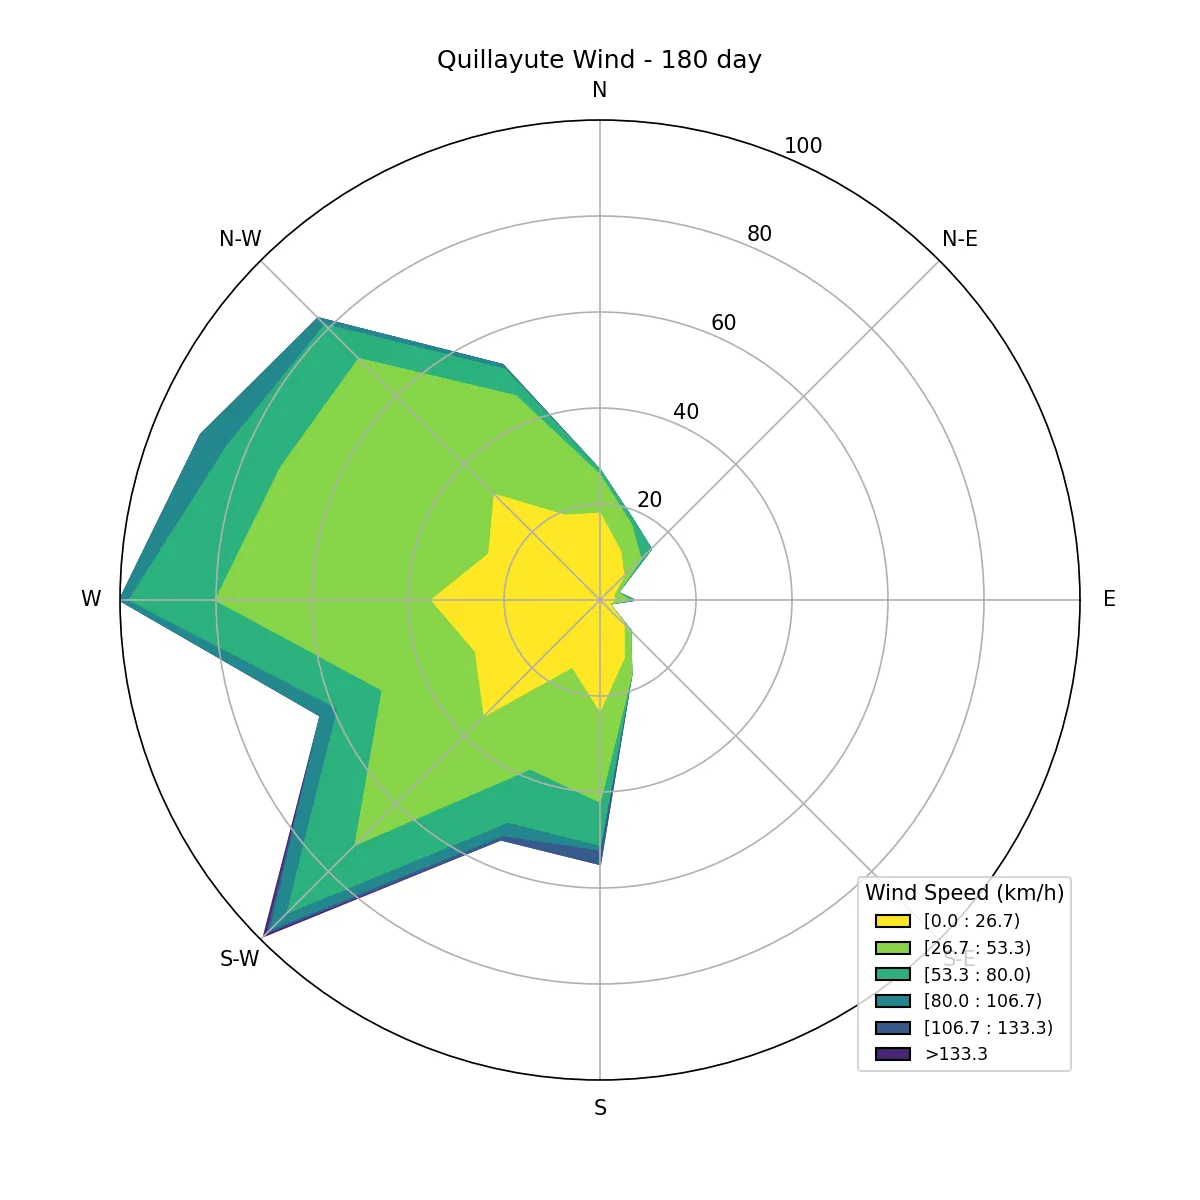 Quillayute Wind - 180 day
N
100
N-W
80
N-E
60
40
20
W
E
S-W
S-E
S
Wind Speed (km/h)
[0.0 : 26.7)
[26.7 : 53.3)
[53.3 : 80.0)
[80.0 : 106.7)
[106.7 : 133.3)
>133.3